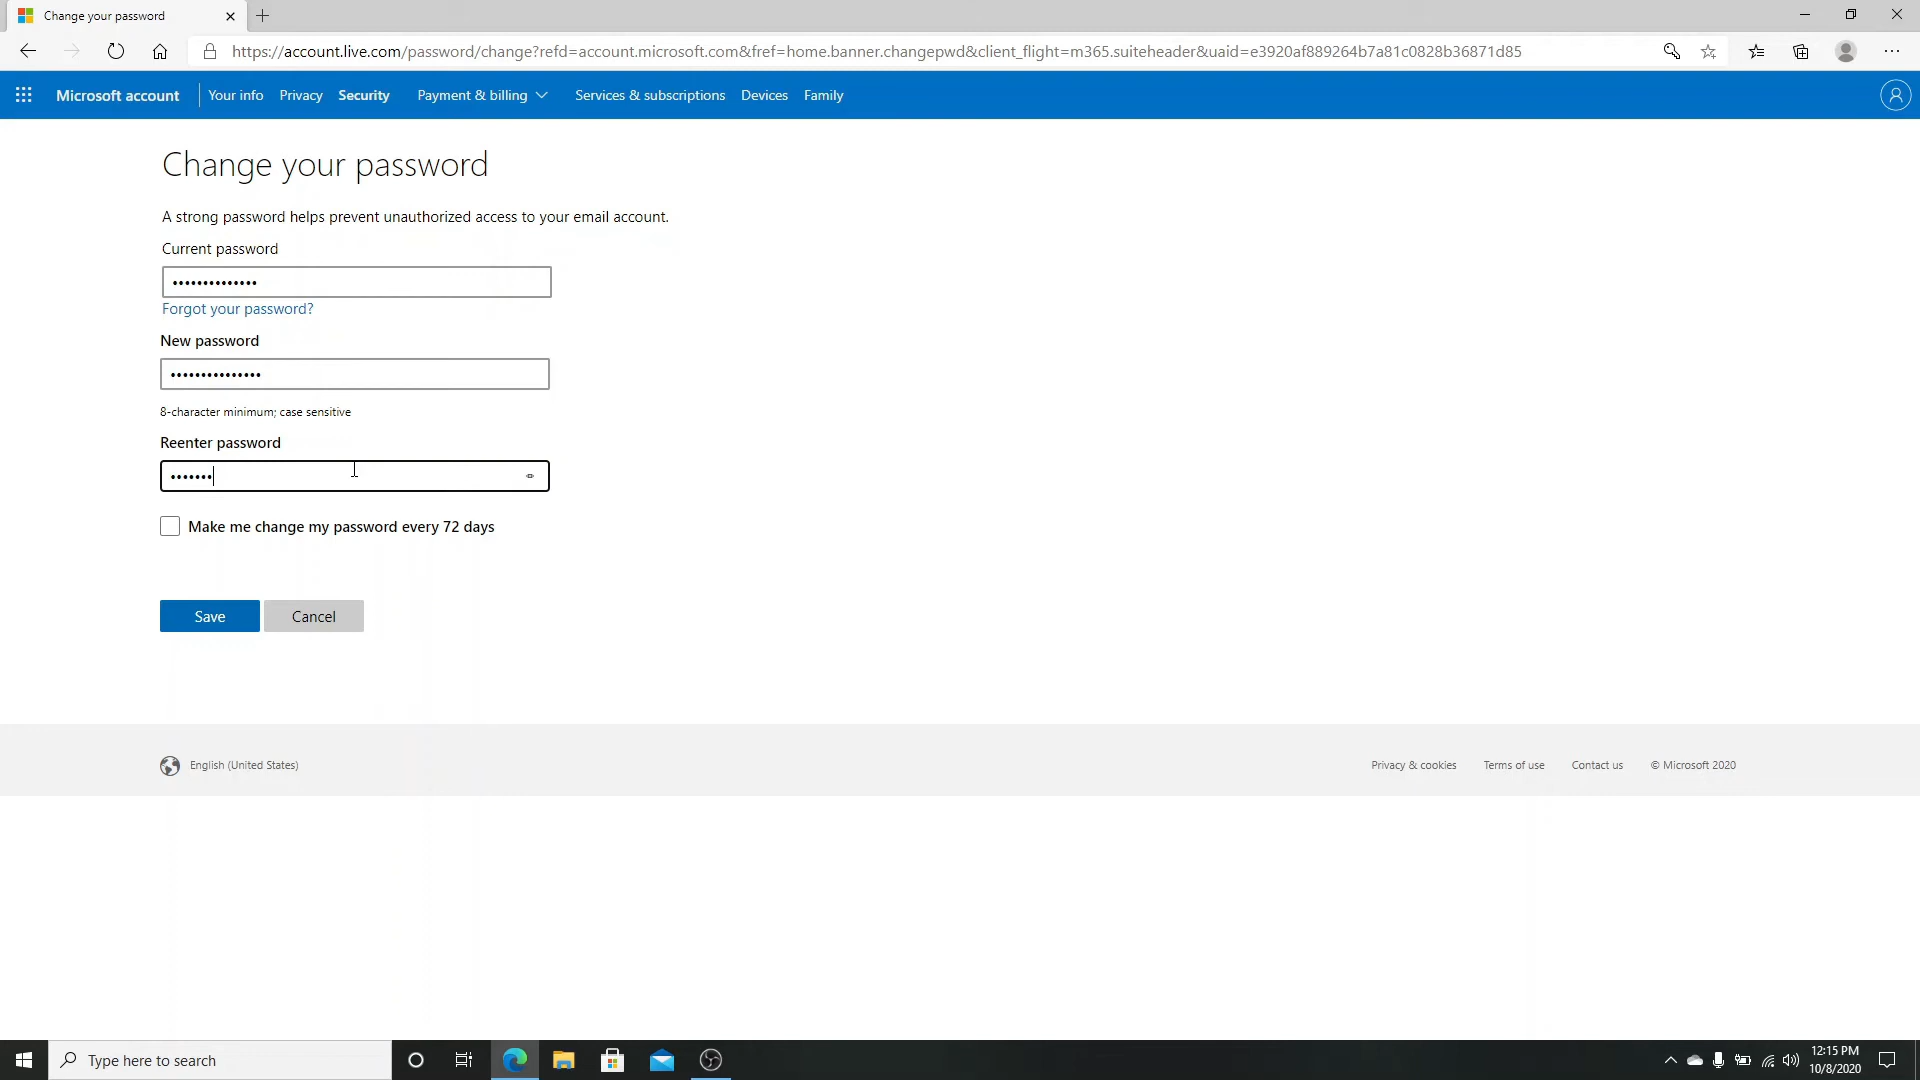 Change your password
https://account.live.com/password/change?refd=account.microsoft.com&fref=home.banner.changepwd&client_flight=m365.suiteheader&uaid=e3920af889264b7a81c0828b36871d85
Microsoft account Your info Privacy Security Payment & billing Services & subscriptions Devices Family
Change your password
A strong password helps prevent unauthorized access to your email account.
Current password
••••••••••••••
Forgot your password?
New password
•••••••••••••••
8-character minimum; case sensitive
Reenter password
•••••••
Make me change my password every 72 days
Save Cancel
English (United States) Privacy & cookies Terms of use Contact us © Microsoft 2020
Type here to search 12:15 PM
10/8/2020